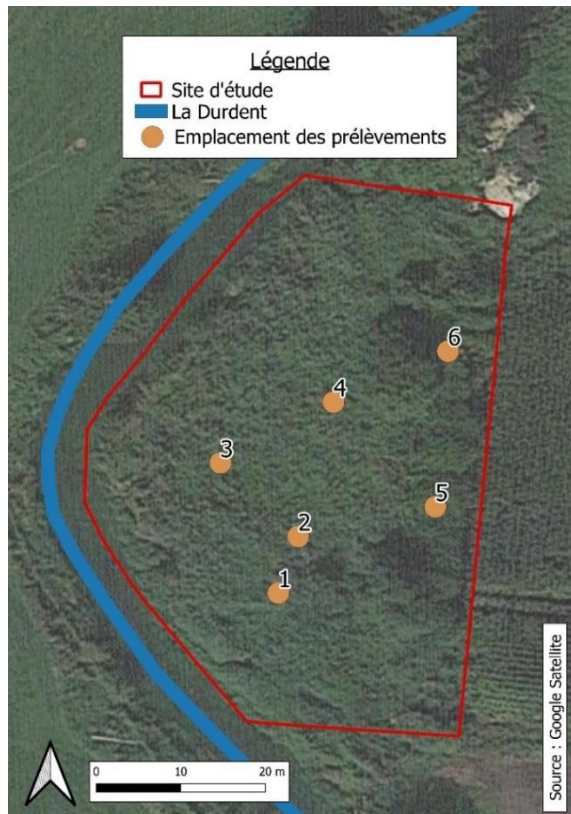 Légende
Site d'étude
La Durdent
Emplacement des prélèvements
6
4
3
5
2
1
0 10 20 m
Source : Google Satellite